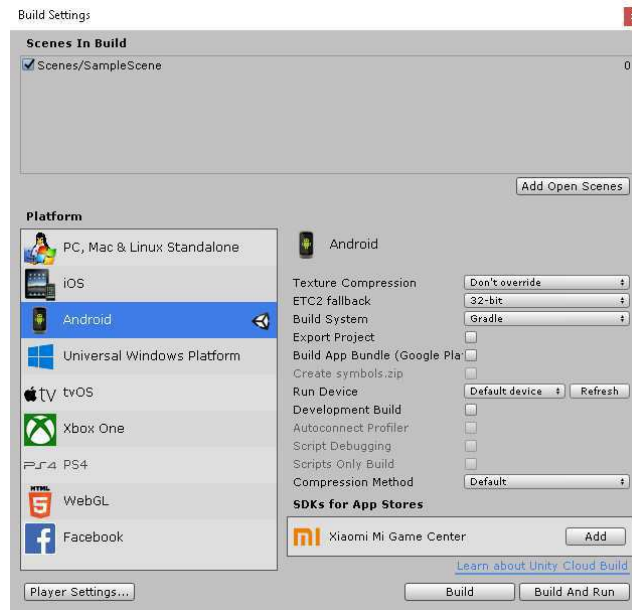 Build Settings
Scenes In Build
Scenes/SampleScene 0
Add Open Scenes
Platform
PC, Mac & Linux Standalone
iOS
Android
Universal Windows Platform
tv tvOS
Xbox One
PS4 PS4
HTML 5 WebGL
f Facebook
Android
Texture Compression Don't override
ETC2 fallback 32-bit
Build System Gradle
Export Project
Build App Bundle (Google Pla
Create symbols.zip
Run Device Default device Refresh
Development Build
Autoconnect Profiler
Script Debugging
Scripts Only Build
Compression Method Default
SDKs for App Stores
Xiaomi Mi Game Center Add
Learn about Unity Cloud Build
Player Settings... Build Build And Run